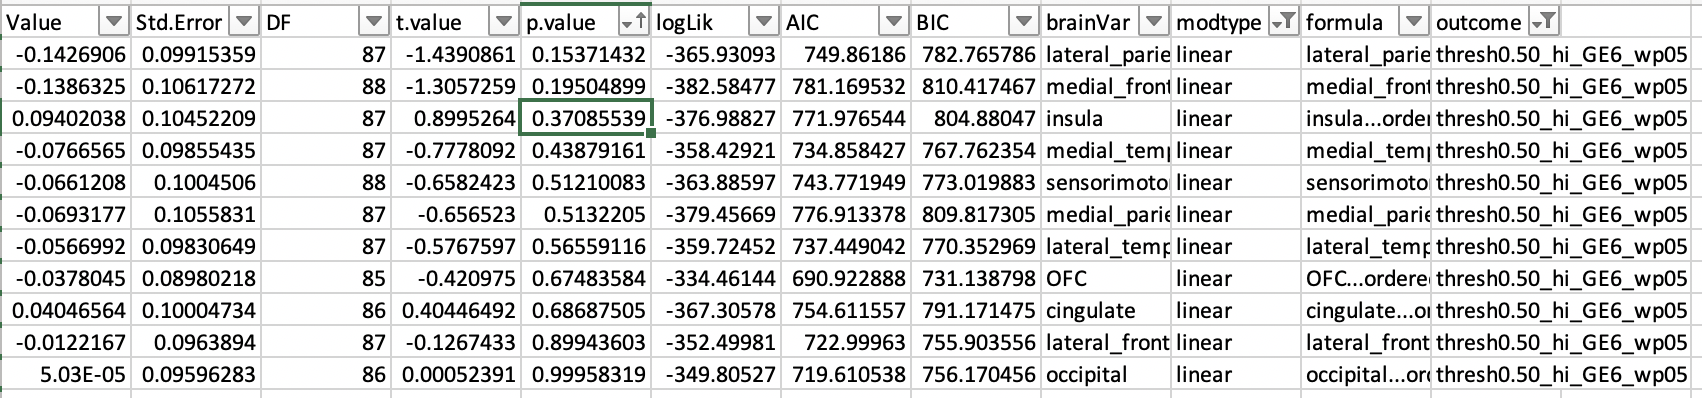 Value Std.Error DF t.value p.value logLik AIC BIC brainVar modtype formula outcome
-0.1426906 0.09915359 87 -1.4390861 0.15371432 -365.93093 749.86186 782.765786 lateral_parie linear lateral_parie thresh0.50_hi_GE6_wp05
-0.1386325 0.10617272 88 -1.3057259 0.19504899 -382.58477 781.169532 810.417467 medial_front linear medial_front thresh0.50_hi_GE6_wp05
0.09402038 0.10452209 87 0.8995264 0.37085539 -376.98827 771.976544 804.88047 insula linear insula...orde thresh0.50_hi_GE6_wp05
-0.0766565 0.09855435 87 -0.7778092 0.43879161 -358.42921 734.858427 767.762354 medial_temp linear medial_temp thresh0.50_hi_GE6_wp05
-0.0661208 0.1004506 88 -0.6582423 0.51210083 -363.88597 743.771949 773.019883 sensorimoto linear sensorimoto thresh0.50_hi_GE6_wp05
-0.0693177 0.1055831 87 -0.656523 0.5132205 -379.45669 776.913378 809.817305 medial_parie linear medial_parie thresh0.50_hi_GE6_wp05
-0.0566992 0.09830649 87 -0.5767597 0.56559116 -359.72452 737.449042 770.352969 lateral_temp linear lateral_temp thresh0.50_hi_GE6_wp05
-0.0378045 0.08980218 85 -0.420975 0.67483584 -334.46144 690.922888 731.138798 OFC linear OFC...ordere thresh0.50_hi_GE6_wp05
0.04046564 0.10004734 86 0.40446492 0.68687505 -367.30578 754.611557 791.171475 cingulate linear cingulate...o thresh0.50_hi_GE6_wp05
-0.0122167 0.0963894 87 -0.1267433 0.89943603 -352.49981 722.99963 755.903556 lateral_front linear lateral_front thresh0.50_hi_GE6_wp05
5.03E-05 0.09596283 86 0.00052391 0.99958319 -349.80527 719.610538 756.170456 occipital linear occipital...or thresh0.50_hi_GE6_wp05